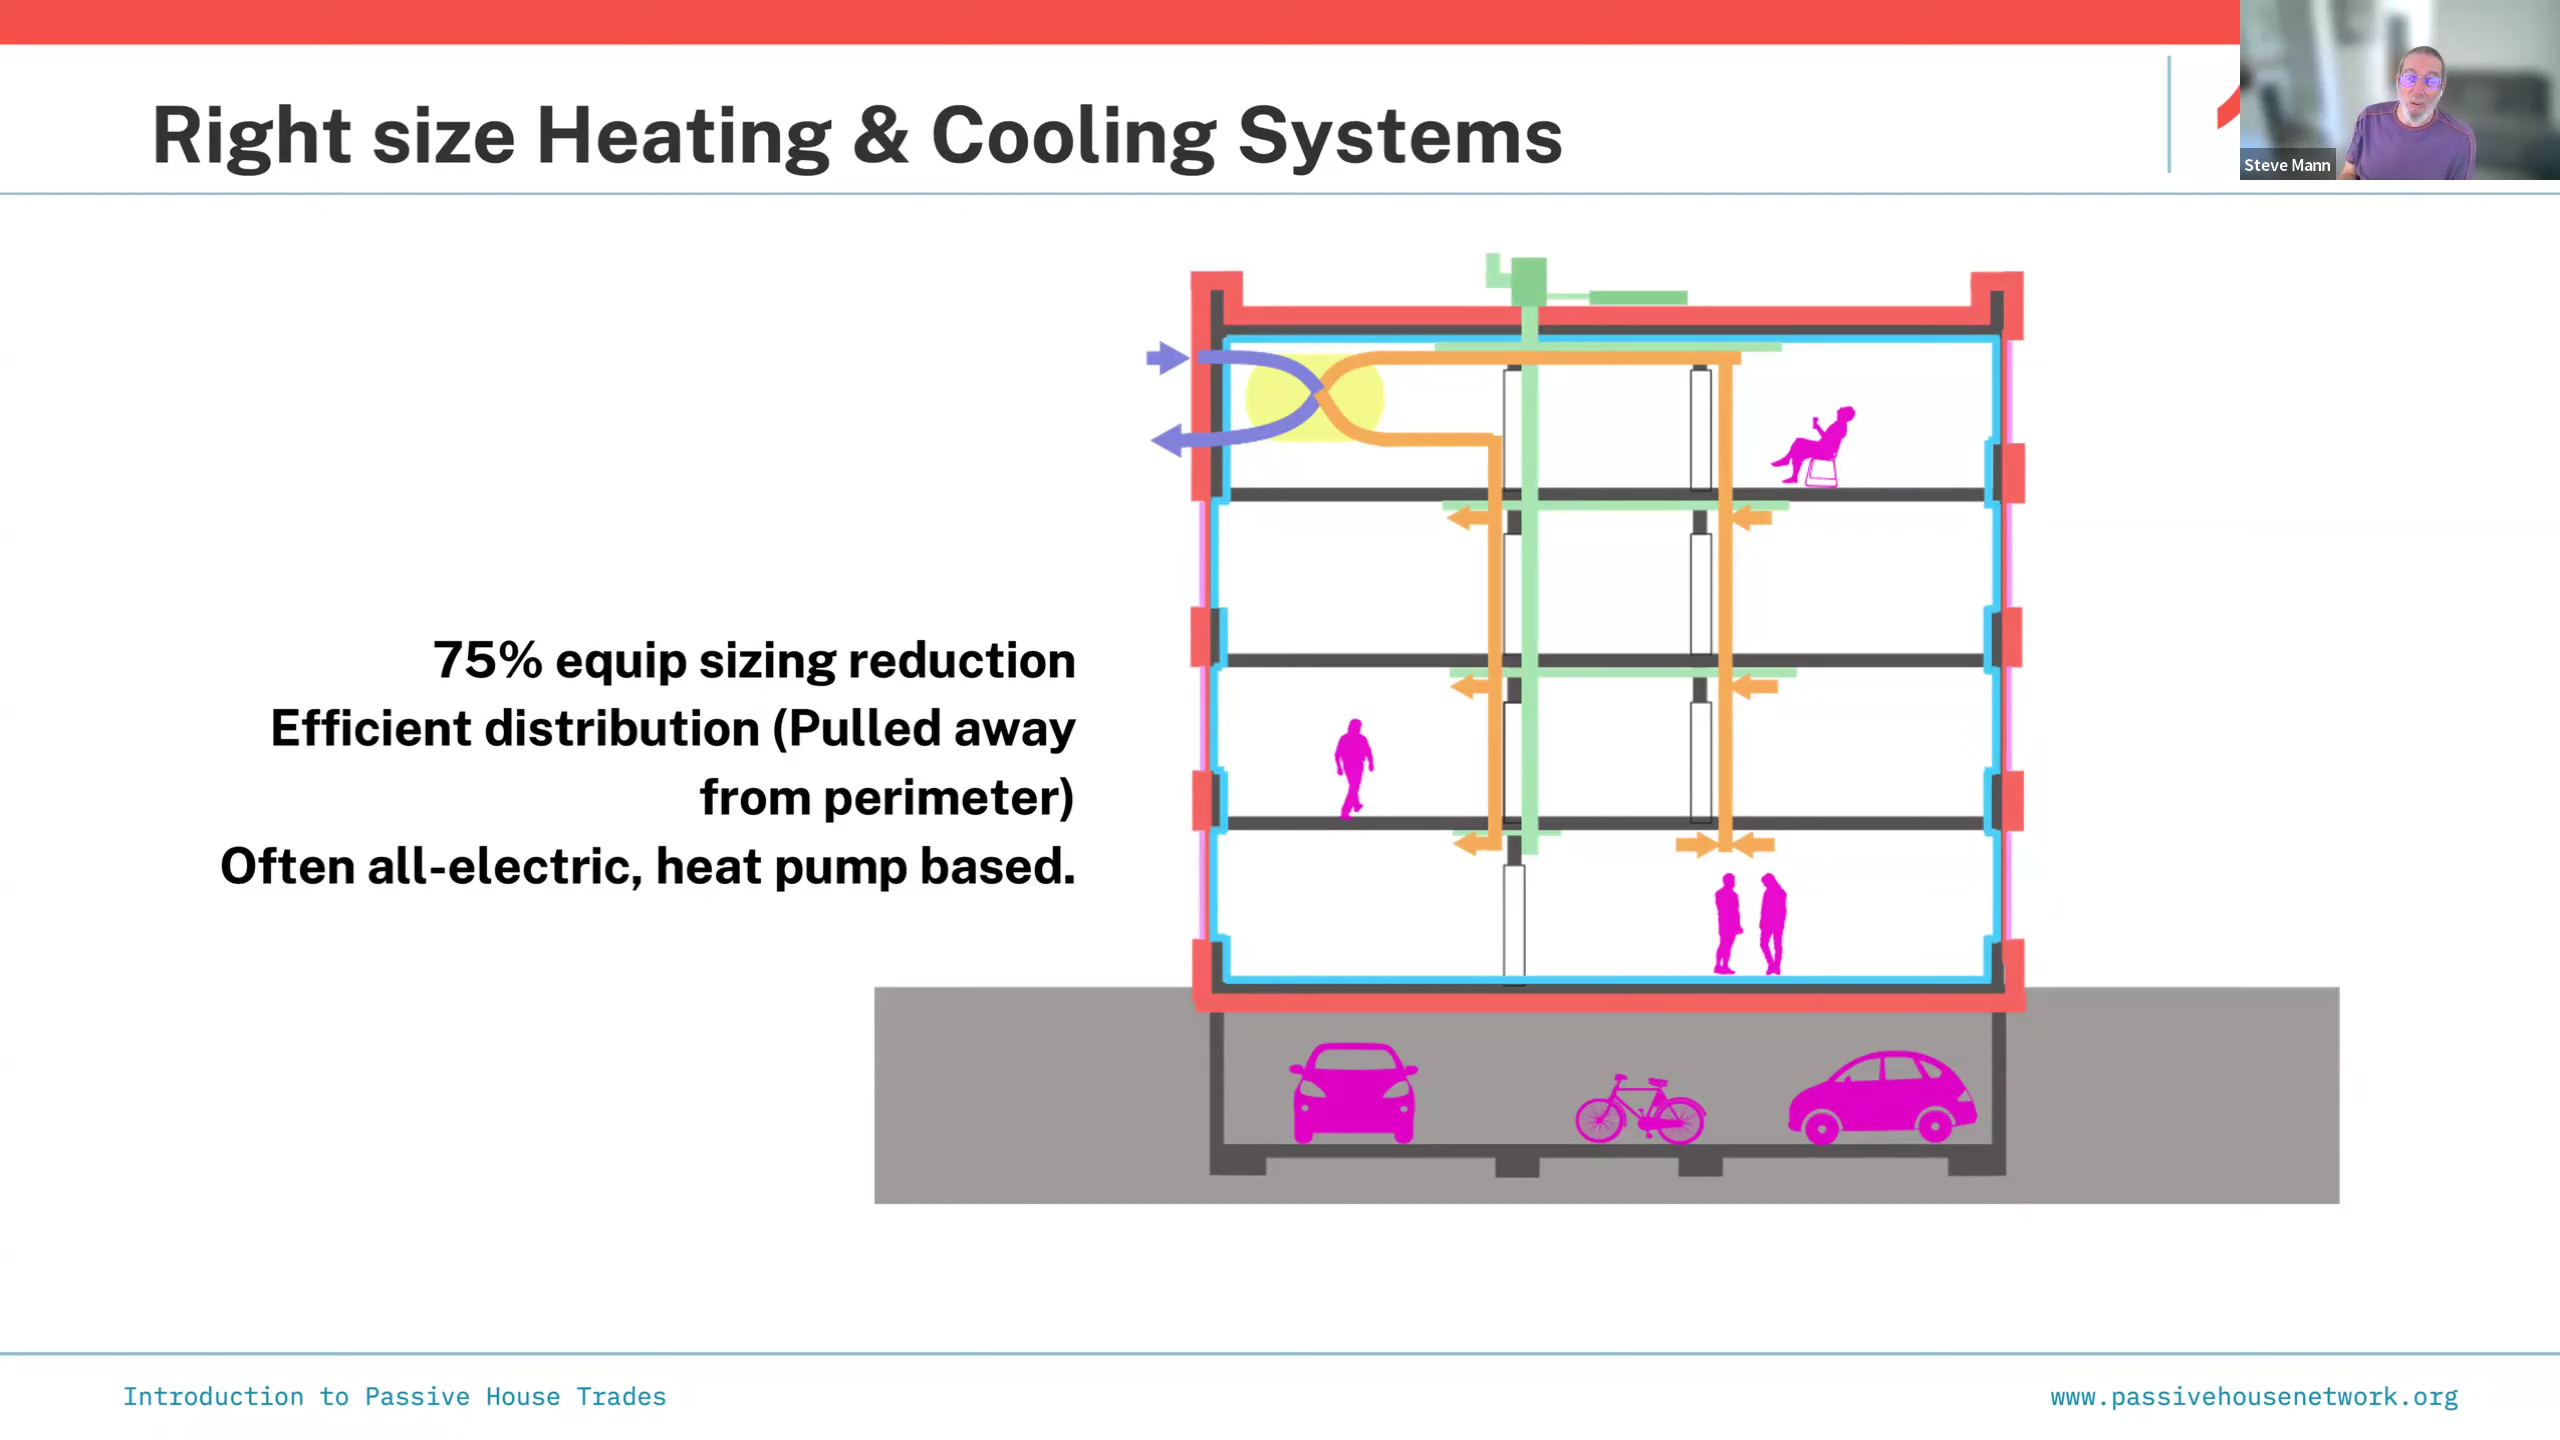 Right size Heating & Cooling Systems
Steve Mann
75% equip sizing reduction
Efficient distribution (Pulled away
from perimeter)
Often all-electric, heat pump based.
Introduction to Passive House Trades
www.passivehousenetwork.org